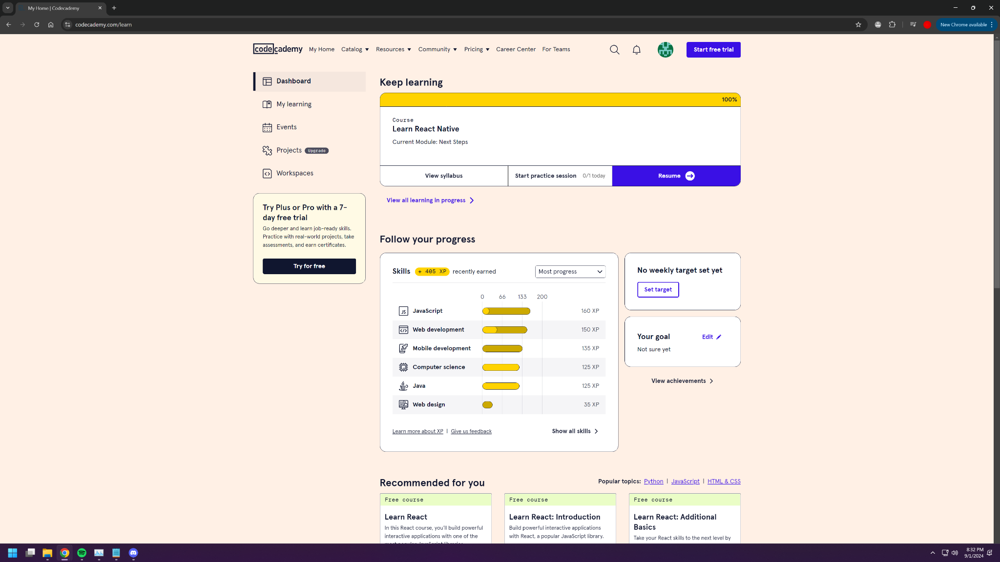 My Home | Codecademy
codecademy.com/learn
New Chrome available
codecademy
My Home
Catalog
Resources
Community
Pricing
Career Center
For Teams
Start free trial
Dashboard
My learning
Events
Projects Upgrade
Workspaces
Try Plus or Pro with a 7-
day free trial
Go deeper and learn job-ready skills.
Practice with real-world projects, take
assessments, and earn certificates.
Try for free
Keep learning
100%
Course
Learn React Native
Current Module: Next Steps
View syllabus
Start practice session 0/1 today
Resume
View all learning in progress
Follow your progress
Skills + 405 XP recently earned
Most progress
0 66 133 200
JS JavaScript 160 XP
Web development 150 XP
Mobile development 135 XP
Computer science 125 XP
Java 125 XP
Web design 35 XP
Learn more about XP | Give us feedback
Show all skills
No weekly target set yet
Set target
Your goal
Edit
Not sure yet
View achievements
Recommended for you
Popular topics: Python | JavaScript | HTML & CSS
Free course
Learn React
In this React course, you'll build powerful
interactive applications with one of the
most popular JavaScript libraries.
Free course
Learn React: Introduction
Build powerful interactive applications
with React, a popular JavaScript library.
Free course
Learn React: Additional
Basics
Take your React skills to the next level by
8:32 PM
9/1/2024